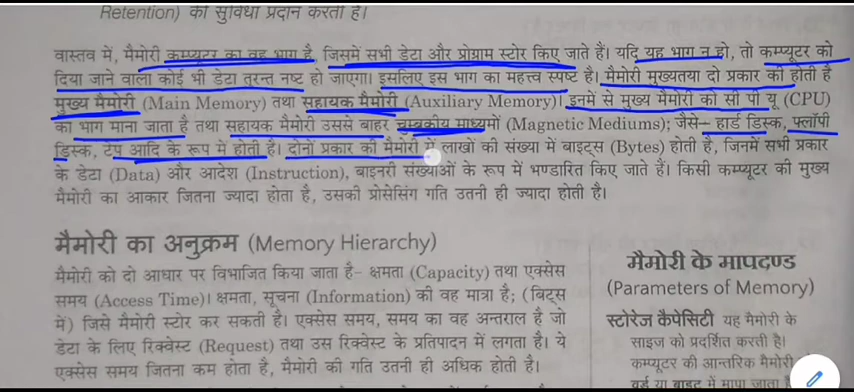 Retention) की सुविधा प्रदान करती है।
वास्तव में, मैमोरी कम्प्यूटर का वह भाग है, जिसमें सभी डेटा और प्रोग्राम स्टोर किए जाते हैं। यदि यह भाग न हो, तो कम्प्यूटर को
दिया जाने वाला कोई भी डेटा तुरन्त नष्ट हो जाएगा। इसलिए इस भाग का महत्त्व स्पष्ट है। मैमोरी मुख्यतया दो प्रकार की होती है
मुख्य मैमोरी (Main Memory) तथा सहायक मैमोरी (Auxiliary Memory)। इनमें से मुख्य मैमोरी को सी पी यू (CPU)
का भाग माना जाता है तथा सहायक मैमोरी उससे बाहर चुम्बकीय माध्यमों (Magnetic Mediums); जैसे– हार्ड डिस्क, फ्लॉपी
डिस्क, टेप आदि के रूप में होती है। दोनों प्रकार की मैमोरी में लाखों की संख्या में बाइट्स (Bytes) होती है, जिनमें सभी प्रकार
के डेटा (Data) और आदेश (Instruction), बाइनरी संख्याओं के रूप में भण्डारित किए जाते हैं। किसी कम्प्यूटर की मुख्य
मैमोरी का आकार जितना ज्यादा होता है, उसकी प्रोसेसिंग गति उतनी ही ज्यादा होती है।
मैमोरी का अनुक्रम (Memory Hierarchy)
मैमोरी को दो आधार पर विभाजित किया जाता है– क्षमता (Capacity) तथा एक्सेस
समय (Access Time)। क्षमता, सूचना (Information) की वह मात्रा है; (बिट्स
में) जिसे मैमोरी स्टोर कर सकती है। एक्सेस समय, समय का वह अन्तराल है जो
डेटा के लिए रिक्वेस्ट (Request) तथा उस रिक्वेस्ट के प्रतिपादन में लगता है। ये
एक्सेस समय जितना कम होता है, मैमोरी की गति उतनी ही अधिक होती है।
मैमोरी के मापदण्ड
(Parameters of Memory)
स्टोरेज कैपेसिटी यह मैमोरी के
साइज को प्रदर्शित करती है।
कम्प्यूटर की आन्तरिक मैमोरी
वर्ड या बाइट में मापा जाता